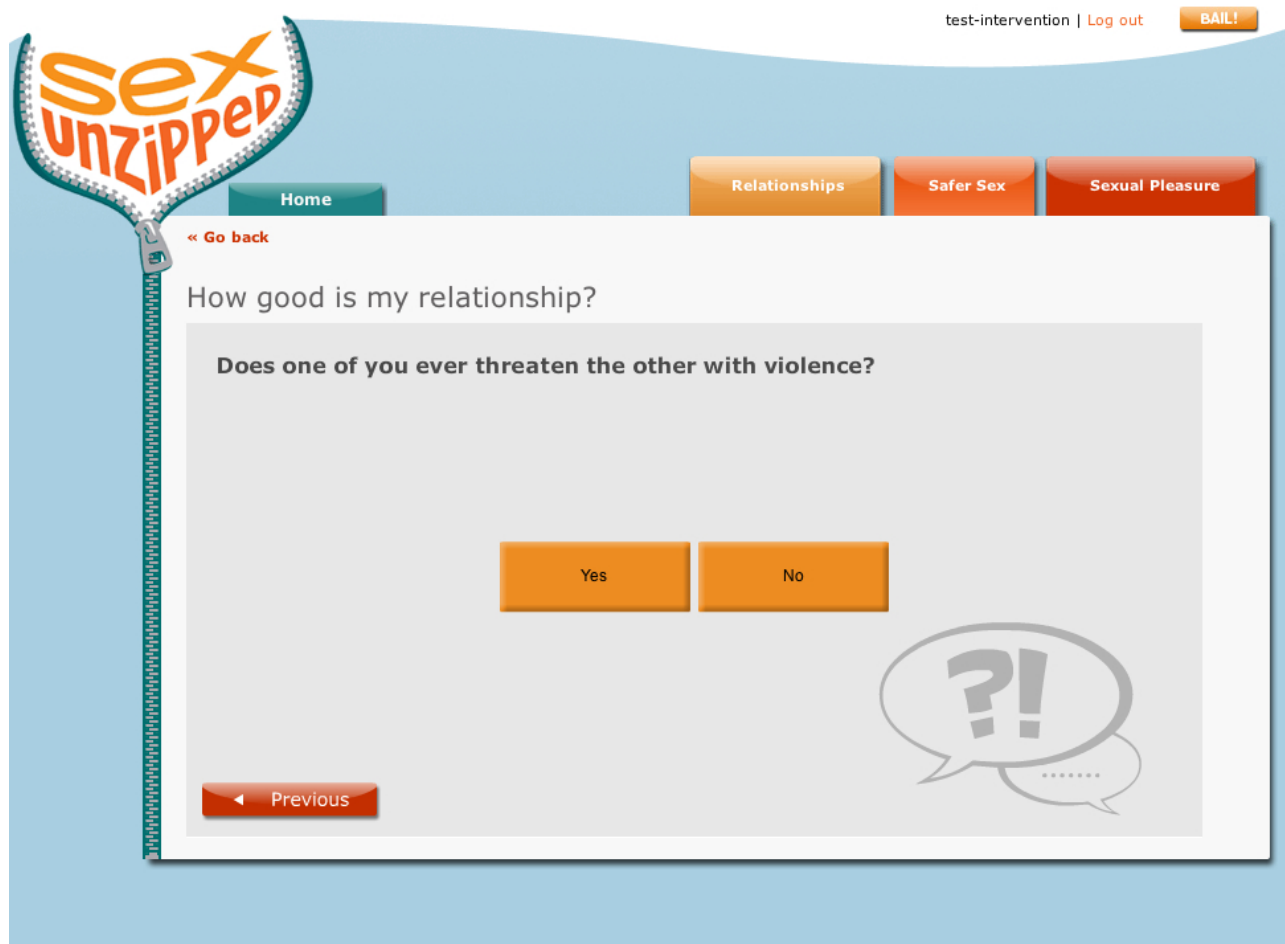 test-intervention | Log out
BAIL!
sex
unzipped
Home
Relationships
Safer Sex
Sexual Pleasure
« Go back
How good is my relationship?
Does one of you ever threaten the other with violence?
Yes
No
?!
.......
Previous